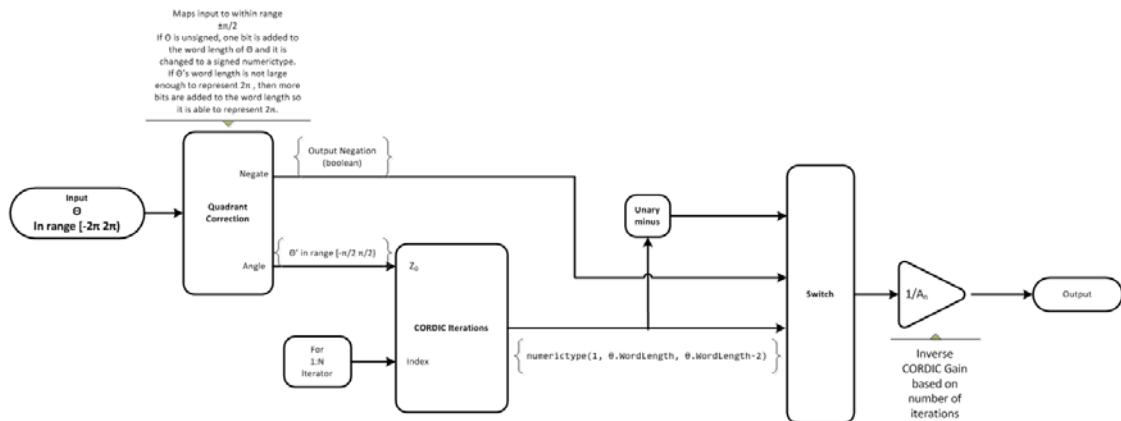 Maps input to within range
±π/2
If Θ is unsigned, one bit is added to
the word length of Θ and it is
changed to a signed numerictype.
If Θ's word length is not large
enough to represent 2π , then more
bits are added to the word length so
it is able to represent 2π.
Input
Θ
In range [-2π 2π)
Quadrant
Correction
Negate
Angle
Output Negation
(boolean)
Θ' in range [-π/2 π/2)
For
1:N
Iterator
Z₀
CORDIC Iterations
Index
Unary
minus
numerictype(1, θ.WordLength, θ.WordLength-2)
Switch
1/Aₙ
Output
Inverse
CORDIC Gain
based on
number of
iterations